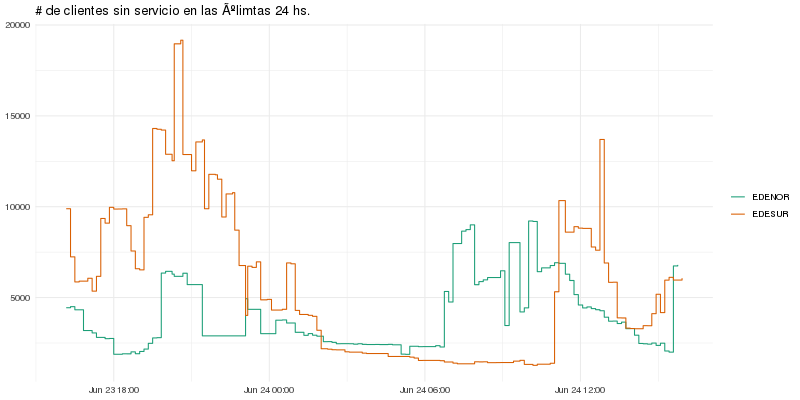 # de clientes sin servicio en las Ãºlimtas 24 hs.
20000
15000
10000
5000
Jun 23 18:00
Jun 24 00:00
Jun 24 06:00
Jun 24 12:00
EDENOR
EDESUR